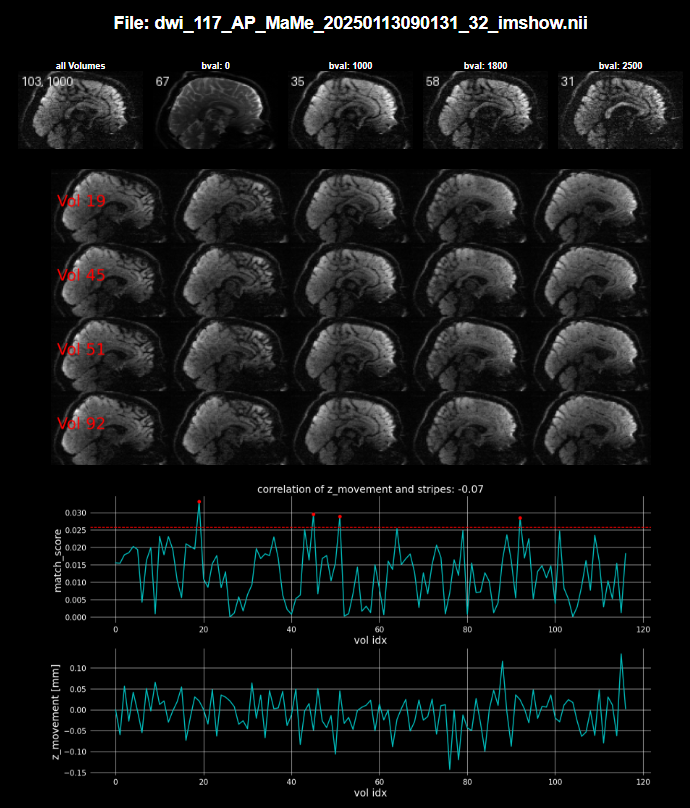 File: dwi_117_AP_MaMe_20250113090131_32_imshow.nii
all Volumes bval: 0 bval: 1000 bval: 1800 bval: 2500
103, 1000 67 35 58 31
Vol 19
Vol 45
Vol 51
Vol 92
correlation of z_movement and stripes: -0.07
0.030
0.025
0.020
0.015
0.010
0.005
0.000
match_score
0 20 40 60 80 100 120
vol idx
0.10
0.05
0.00
−0.05
−0.10
−0.15
z_movement [mm]
0 20 40 60 80 100 120
vol idx